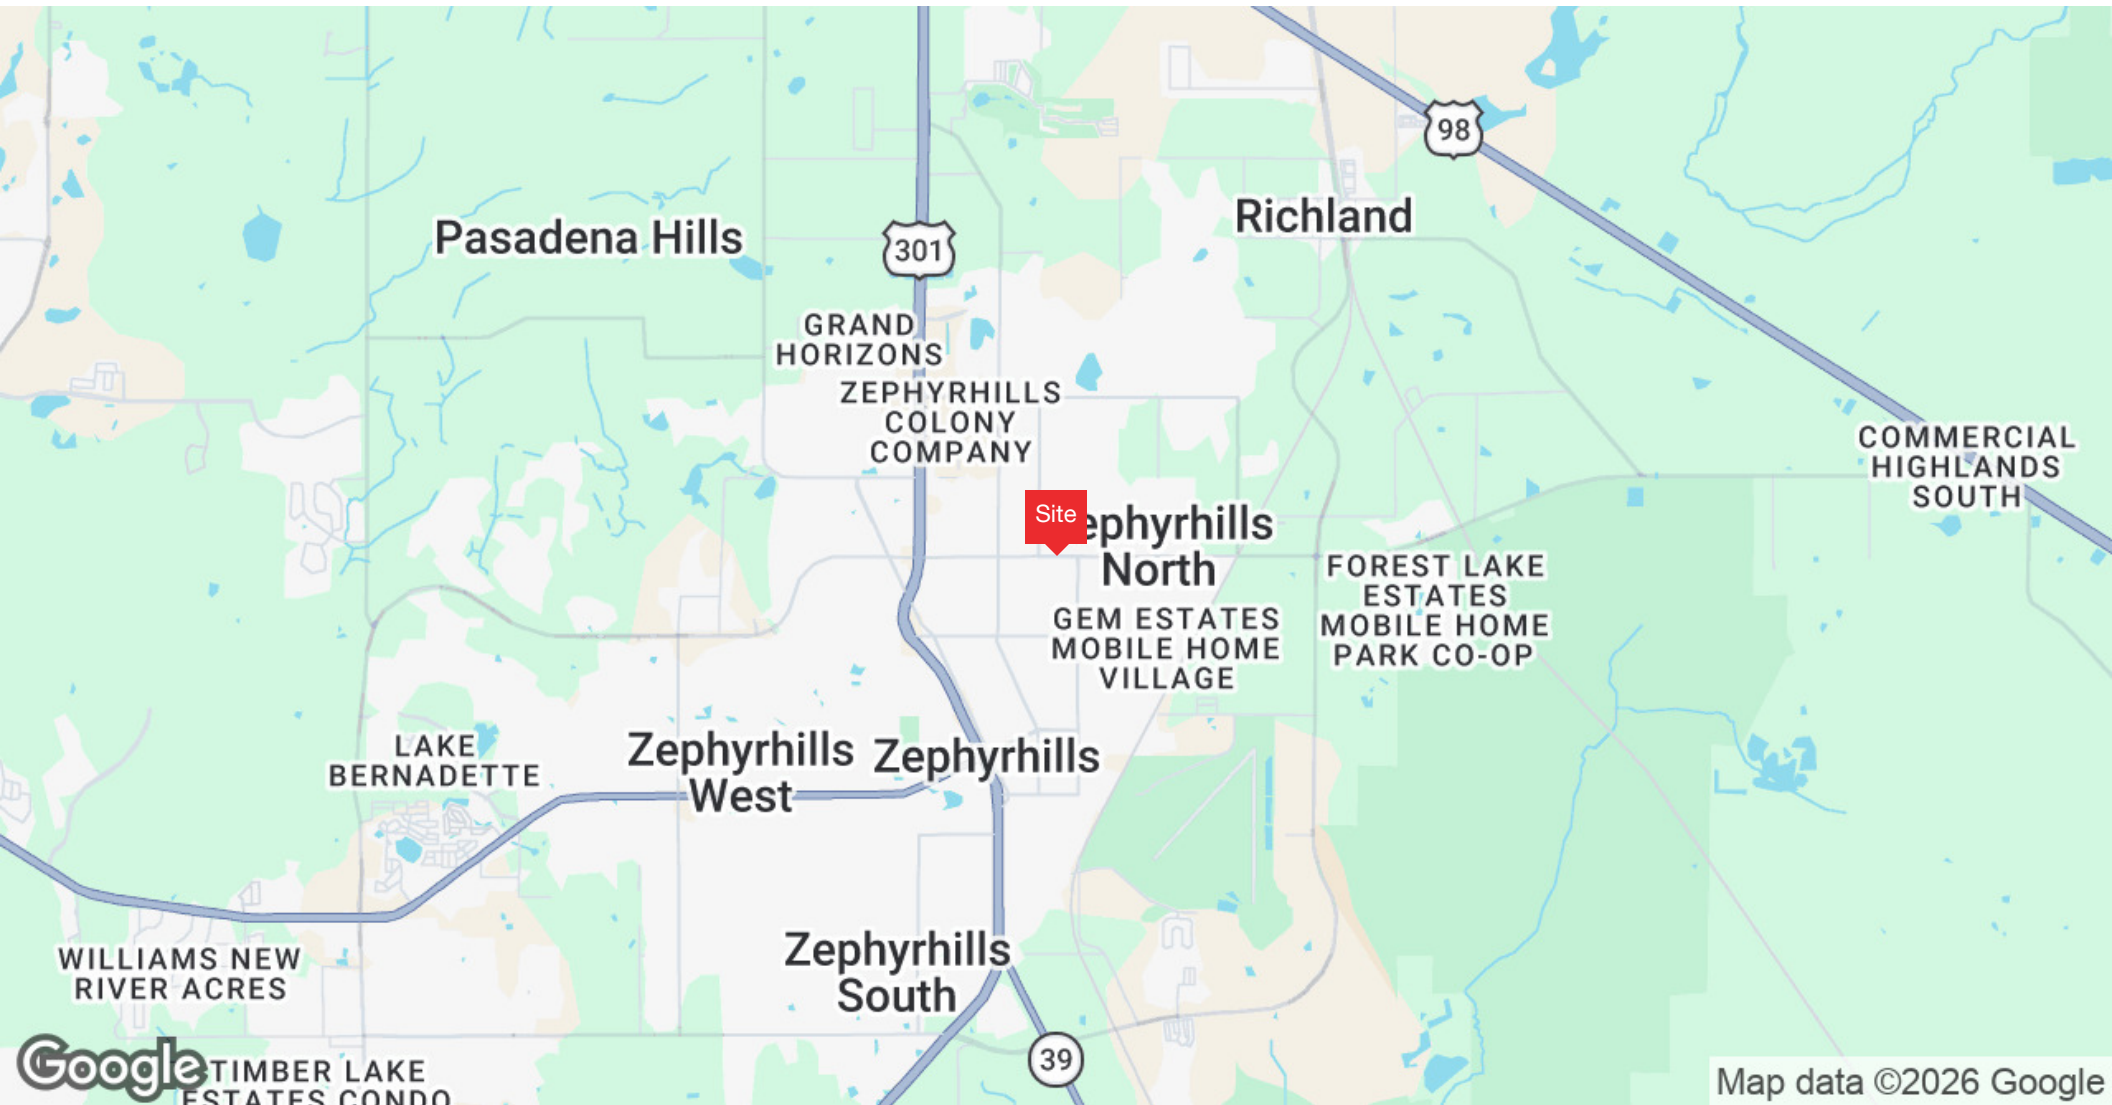 98
Richland
Pasadena Hills
301
GRAND
HORIZONS
ZEPHYRHILLS
COLONY
COMPANY
COMMERCIAL
HIGHLANDS
SOUTH
Site
ephyrhills
North
FOREST LAKE
ESTATES
MOBILE HOME
PARK CO-OP
GEM ESTATES
MOBILE HOME
VILLAGE
LAKE
BERNADETTE
Zephyrhills
West
Zephyrhills
WILLIAMS NEW
RIVER ACRES
Zephyrhills
South
39
Google
TIMBER LAKE
ESTATES CONDO
Map data ©2026 Google